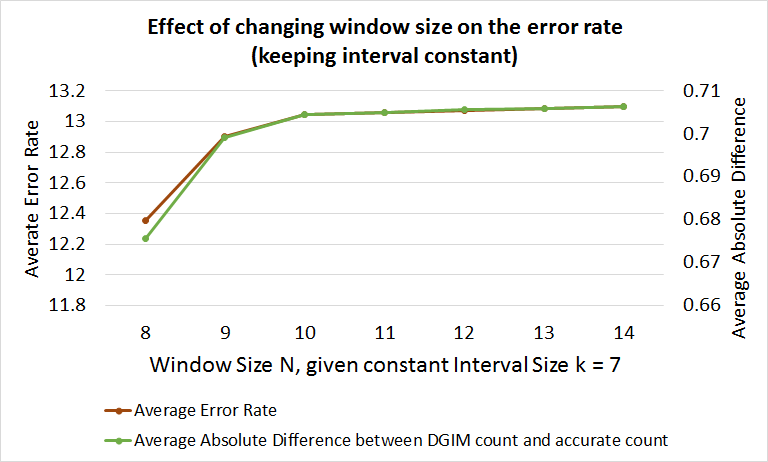 Effect of changing window size on the error rate
(keeping interval constant)
13.2
13
12.8
12.6
12.4
12.2
12
11.8
Averate Error Rate
0.71
0.7
0.69
0.68
0.67
0.66
Average Absolute Difference
8 9 10 11 12 13 14
Window Size N, given constant Interval Size k = 7
Average Error Rate
Average Absolute Difference between DGIM count and accurate count